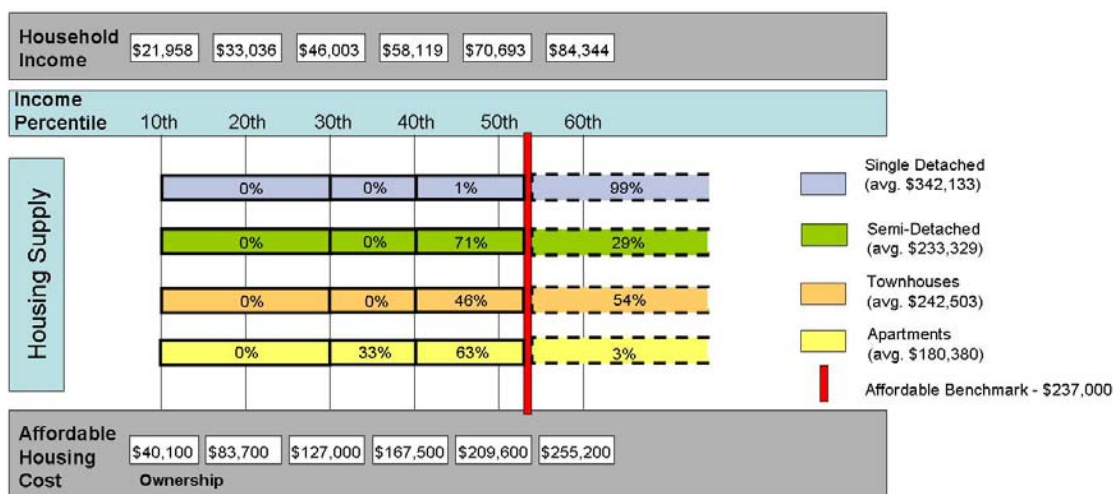 Household
Income
$21,958 $33,036 $46,003 $58,119 $70,693 $84,344
Income
Percentile
10th 20th 30th 40th 50th 60th
Housing Supply
0% 0% 1% 99%
0% 0% 71% 29%
0% 0% 46% 54%
0% 33% 63% 3%
Single Detached
(avg. $342,133)
Semi-Detached
(avg. $233,329)
Townhouses
(avg. $242,503)
Apartments
(avg. $180,380)
Affordable Benchmark - $237,000
Affordable
Housing
Cost
$40,100 $83,700 $127,000 $167,500 $209,600 $255,200
Ownership